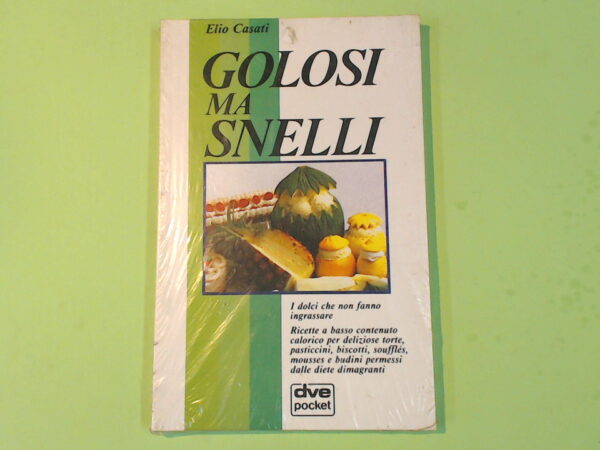 Elio Casati
GOLOSI
MA
SNELLI
I dolci che non fanno
ingrassare
Ricette a basso contenuto
calorico per deliziose torte,
pasticcini, biscotti, soufflés,
mousses e budini permessi
dalle diete dimagranti
dve
pocket